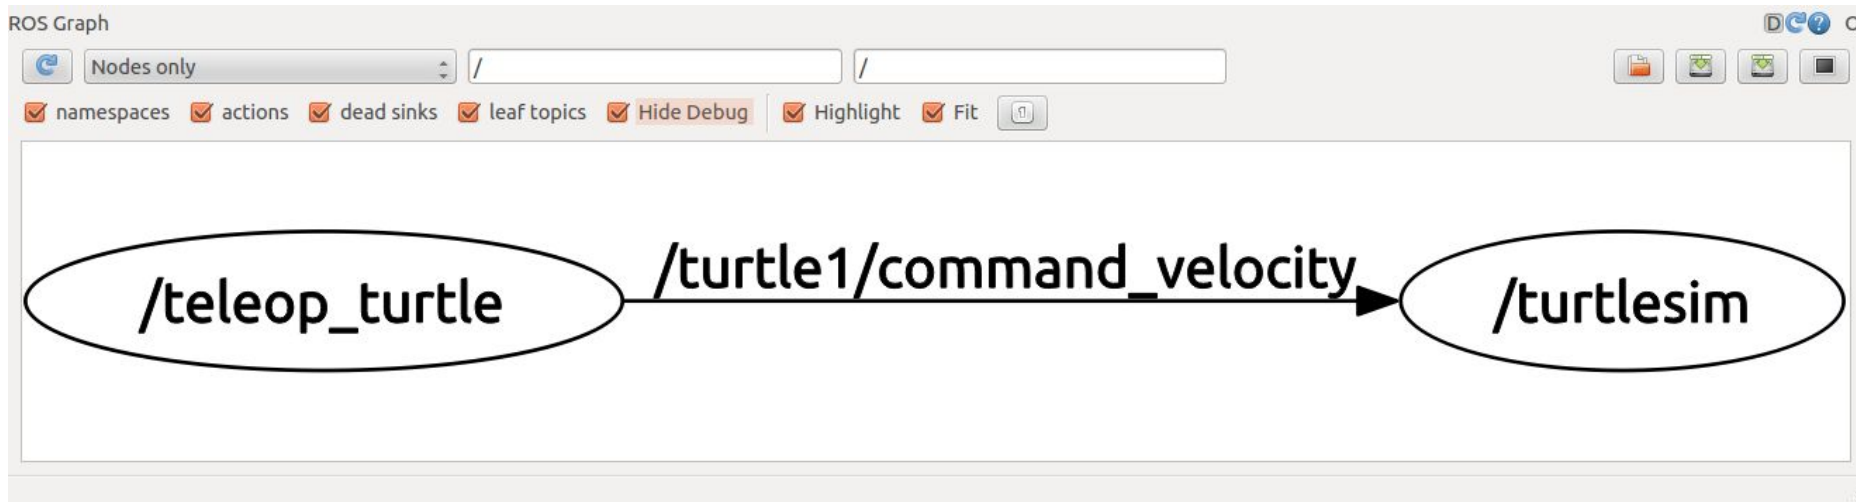 ROS Graph D ? O
Nodes only / /
namespaces actions dead sinks leaf topics Hide Debug Highlight Fit
/teleop_turtle /turtle1/command_velocity /turtlesim